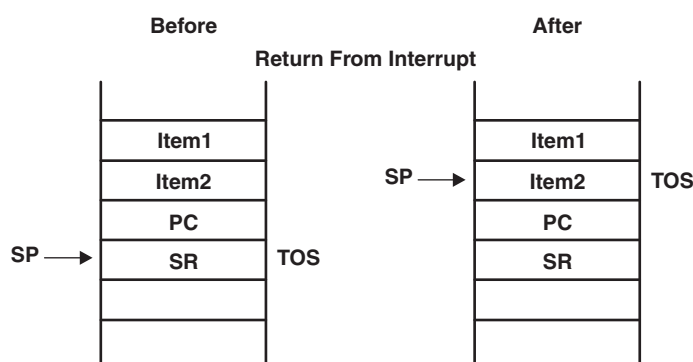 Before
After
Return From Interrupt
Item1
Item2
PC
SP
SR
TOS
Item1
SP
Item2
TOS
PC
SR